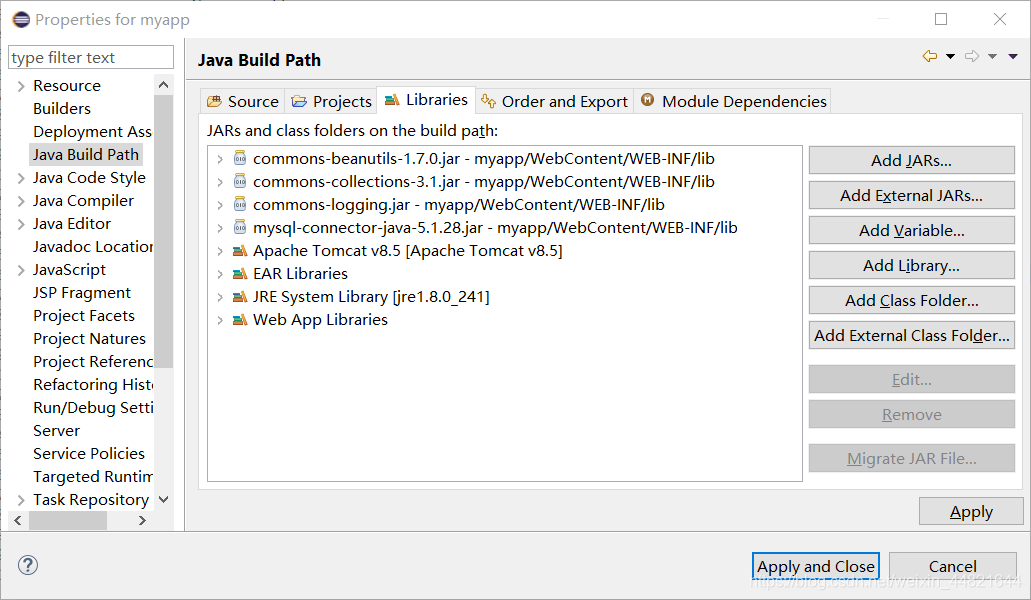 Properties for myapp
type filter text
Resource
Builders
Deployment Ass
Java Build Path
Java Code Style
Java Compiler
Java Editor
Javadoc Location
JavaScript
JSP Fragment
Project Facets
Project Natures
Project Referenc
Refactoring Histo
Run/Debug Setti
Server
Service Policies
Targeted Runtim
Task Repository
Java Build Path
Source
Projects
Libraries
Order and Export
Module Dependencies
JARs and class folders on the build path:
commons-beanutils-1.7.0.jar - myapp/WebContent/WEB-INF/lib
commons-collections-3.1.jar - myapp/WebContent/WEB-INF/lib
commons-logging.jar - myapp/WebContent/WEB-INF/lib
mysql-connector-java-5.1.28.jar - myapp/WebContent/WEB-INF/lib
Apache Tomcat v8.5 [Apache Tomcat v8.5]
EAR Libraries
JRE System Library [jre1.8.0_241]
Web App Libraries
Add JARs...
Add External JARs...
Add Variable...
Add Library...
Add Class Folder...
Add External Class Folder...
Edit...
Remove
Migrate JAR File...
Apply
Apply and Close
Cancel